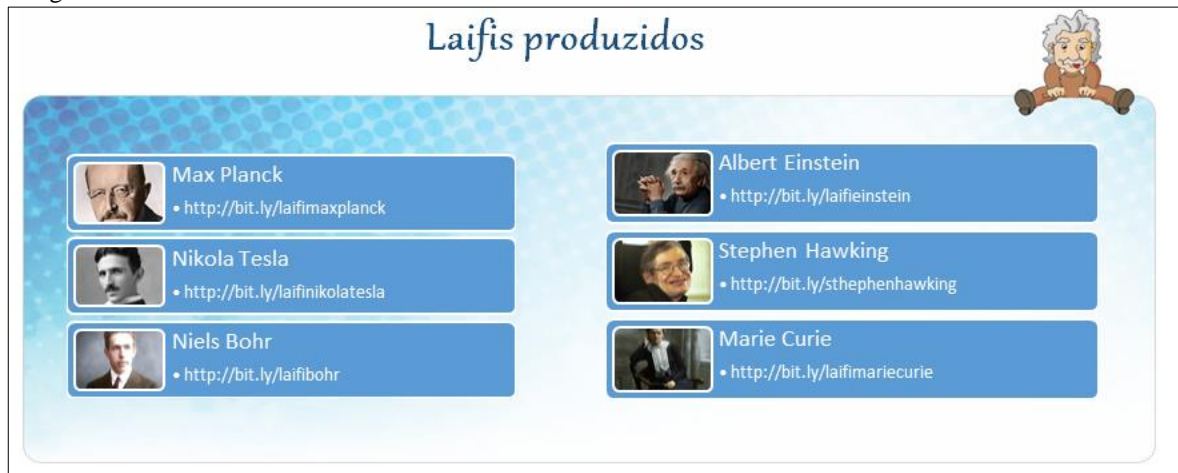 Laifis produzidos
Max Planck
• http://bit.ly/laifimaxplanck
Nikola Tesla
• http://bit.ly/laifinikolatesla
Niels Bohr
• http://bit.ly/laifibohr
Albert Einstein
• http://bit.ly/laifieinstein
Stephen Hawking
• http://bit.ly/sthephenhawking
Marie Curie
• http://bit.ly/laifimariecurie